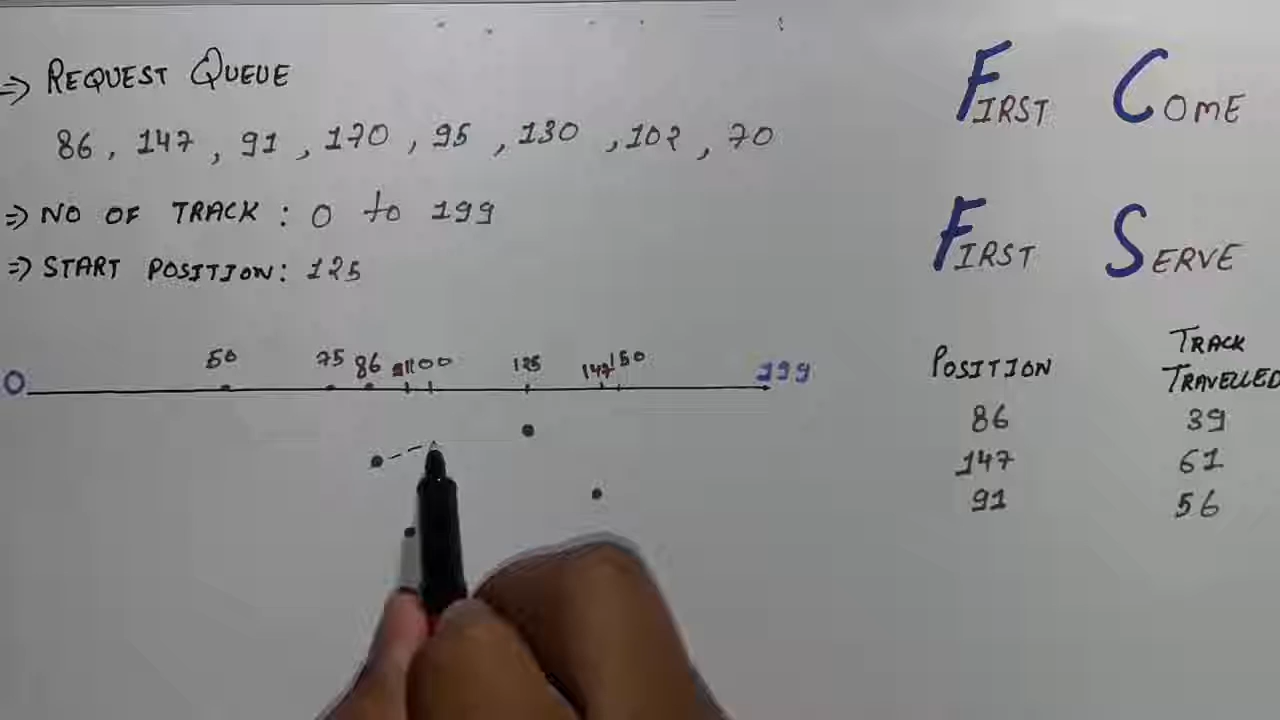 ⇒ REQUEST QUEUE
86, 147, 91, 170, 95, 130, 102, 70
⇒ NO OF TRACK : 0 to 199
⇒ START POSITION: 125
FIRST COME
FIRST SERVE
0 50 75 86 91 100 125 147 150 199
POSITION TRACK TRAVELLED
86 39
147 61
91 56